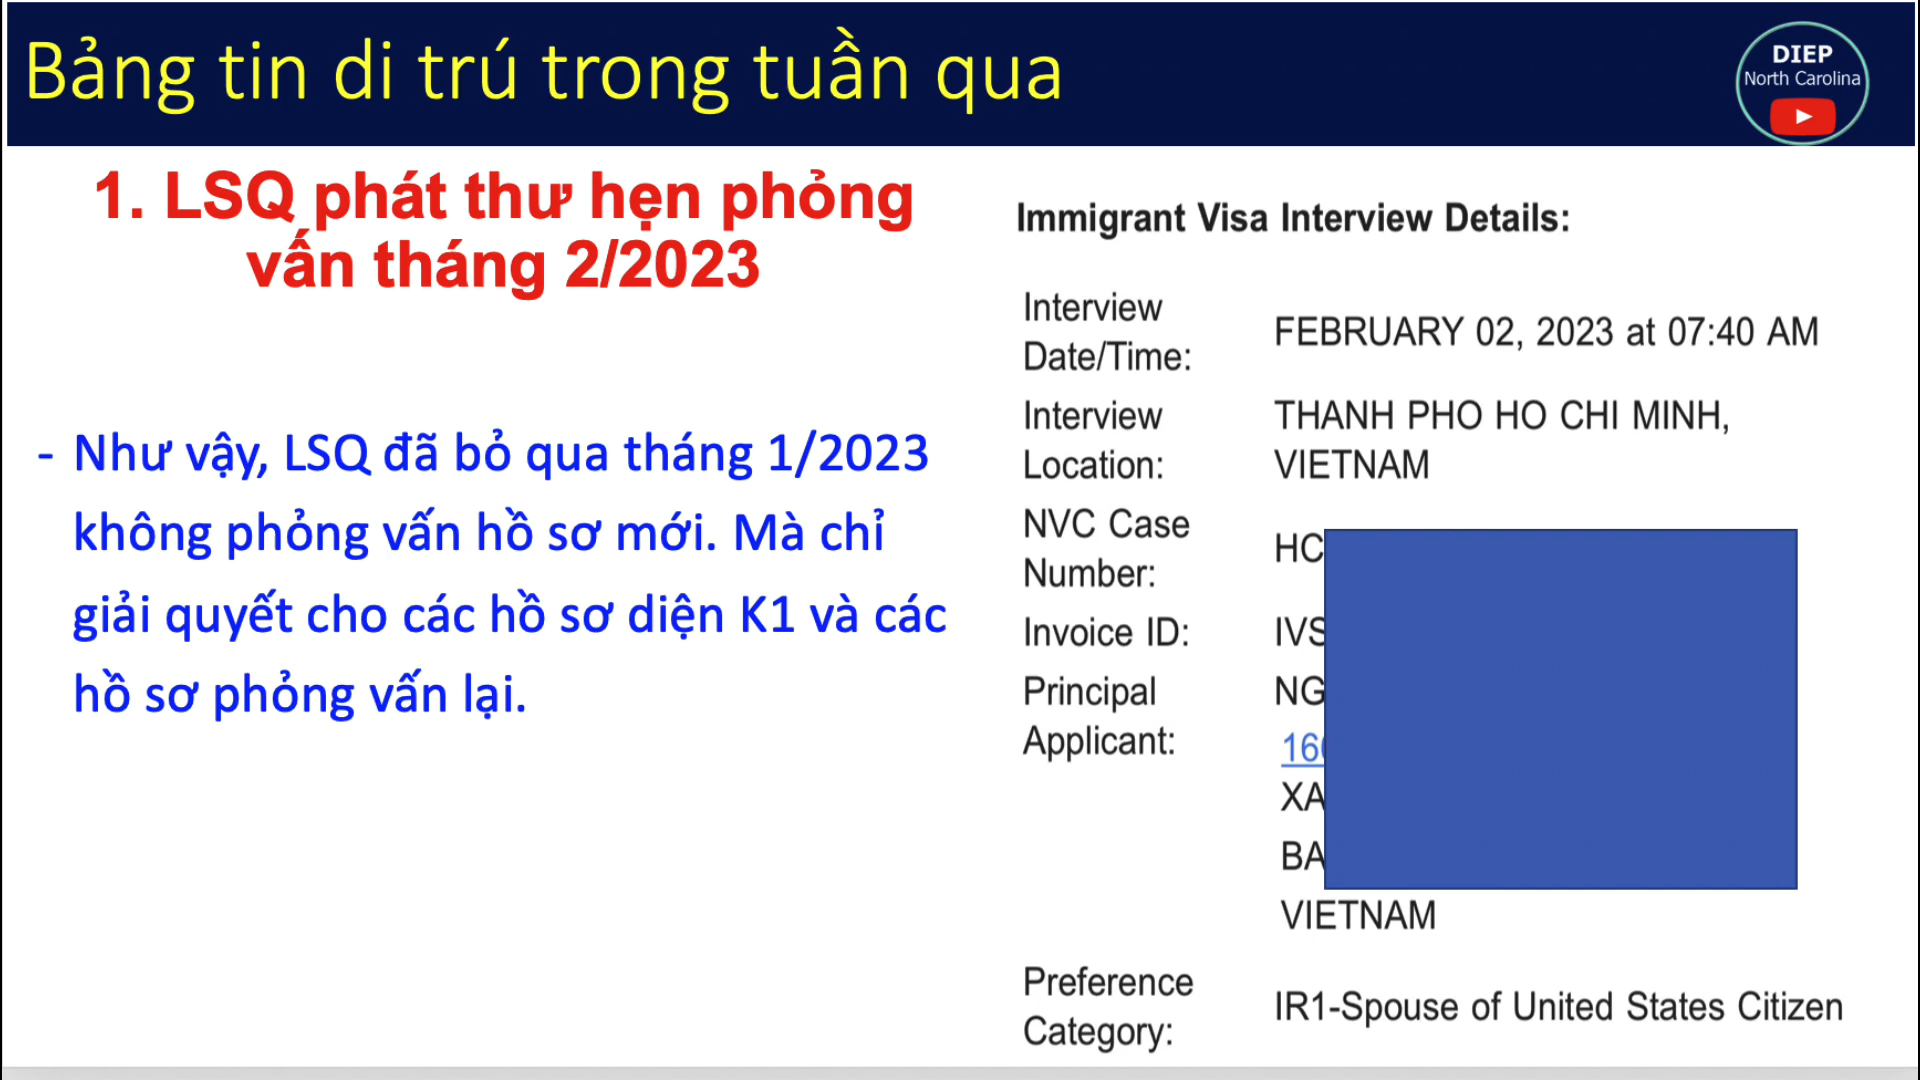 Bảng tin di trú trong tuần qua
DIEP
North Carolina
1. LSQ phát thư hẹn phỏng
vấn tháng 2/2023
- Như vậy, LSQ đã bỏ qua tháng 1/2023
không phỏng vấn hồ sơ mới. Mà chỉ
giải quyết cho các hồ sơ diện K1 và các
hồ sơ phỏng vấn lại.
Immigrant Visa Interview Details:
Interview
Date/Time:
FEBRUARY 02, 2023 at 07:40 AM
Interview
Location:
THANH PHO HO CHI MINH,
VIETNAM
NVC Case
Number:
HC
Invoice ID:
IVS
Principal
Applicant:
NG
16
XA
BA
VIETNAM
Preference
Category:
IR1-Spouse of United States Citizen